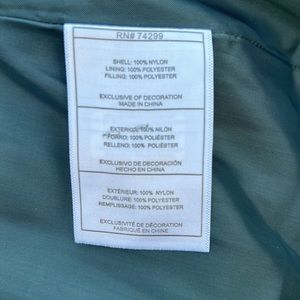 RN# 74299
SHELL: 100% NYLON
LINING: 100% POLYESTER
FILLING: 100% POLYESTER
EXCLUSIVE OF DECORATION
MADE IN CHINA
EXTERIOR: 100% NILÓN
FORRO: 100% POLIÉSTER
RELLENO: 100% POLIÉSTER
EXCLUSIVO DE DECORACIÓN
HECHO EN CHINA
EXTÉRIEUR: 100% NYLON
DOUBLURE: 100% POLYESTER
REMPLISSAGE: 100% POLYESTER
EXCLUSIVITÉ DE DÉCORATION
FABRIQUÉ EN CHINE